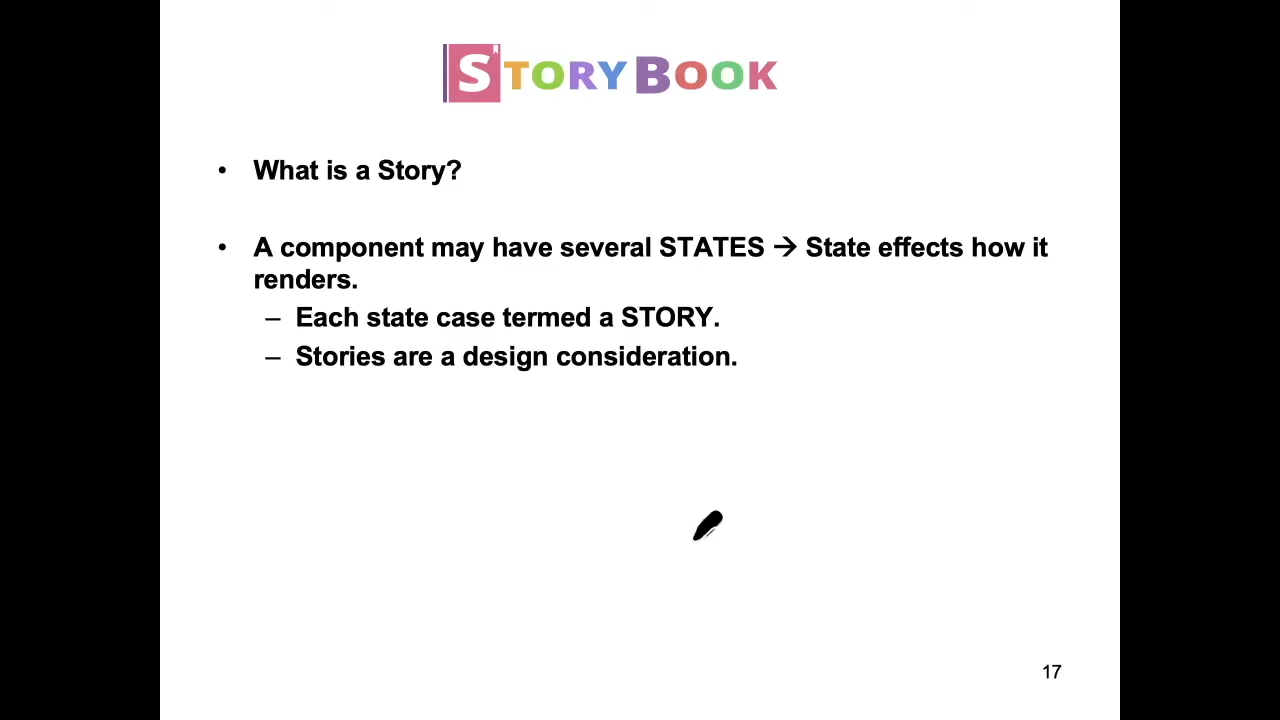 STORYBOOK
• What is a Story?
• A component may have several STATES → State effects how it
renders.
– Each state case termed a STORY.
– Stories are a design consideration.
17